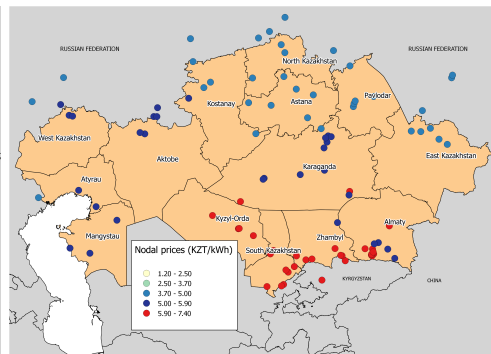 RUSSIAN FEDERATION
RUSSIAN FEDERATION
North Kazakhstan
Kostanay
Astana
Pavlodar
West Kazakhstan
Aktobe
Karaganda
East Kazakhstan
Atyrau
Mangystau
Kyzyl-Orda
South Kazakhstan
Zhambyl
Almaty
KYRGYZSTAN
CHINA
Nodal prices (KZT/kWh)
1.20 - 2.50
2.50 - 3.70
3.70 - 5.00
5.00 - 5.90
5.90 - 7.40